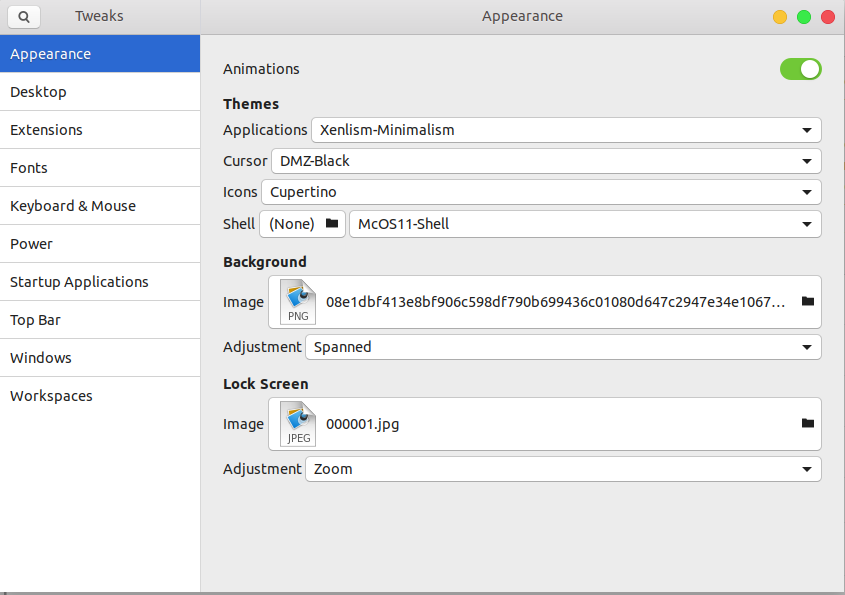 Tweaks
Appearance
Appearance
Desktop
Extensions
Fonts
Keyboard & Mouse
Power
Startup Applications
Top Bar
Windows
Workspaces
Animations
Themes
Applications Xenlism-Minimalism
Cursor DMZ-Black
Icons Cupertino
Shell (None) McOS11-Shell
Background
Image PNG 08e1dbf413e8bf906c598df790b699436c01080d647c2947e34e1067...
Adjustment Spanned
Lock Screen
Image JPEG 000001.jpg
Adjustment Zoom